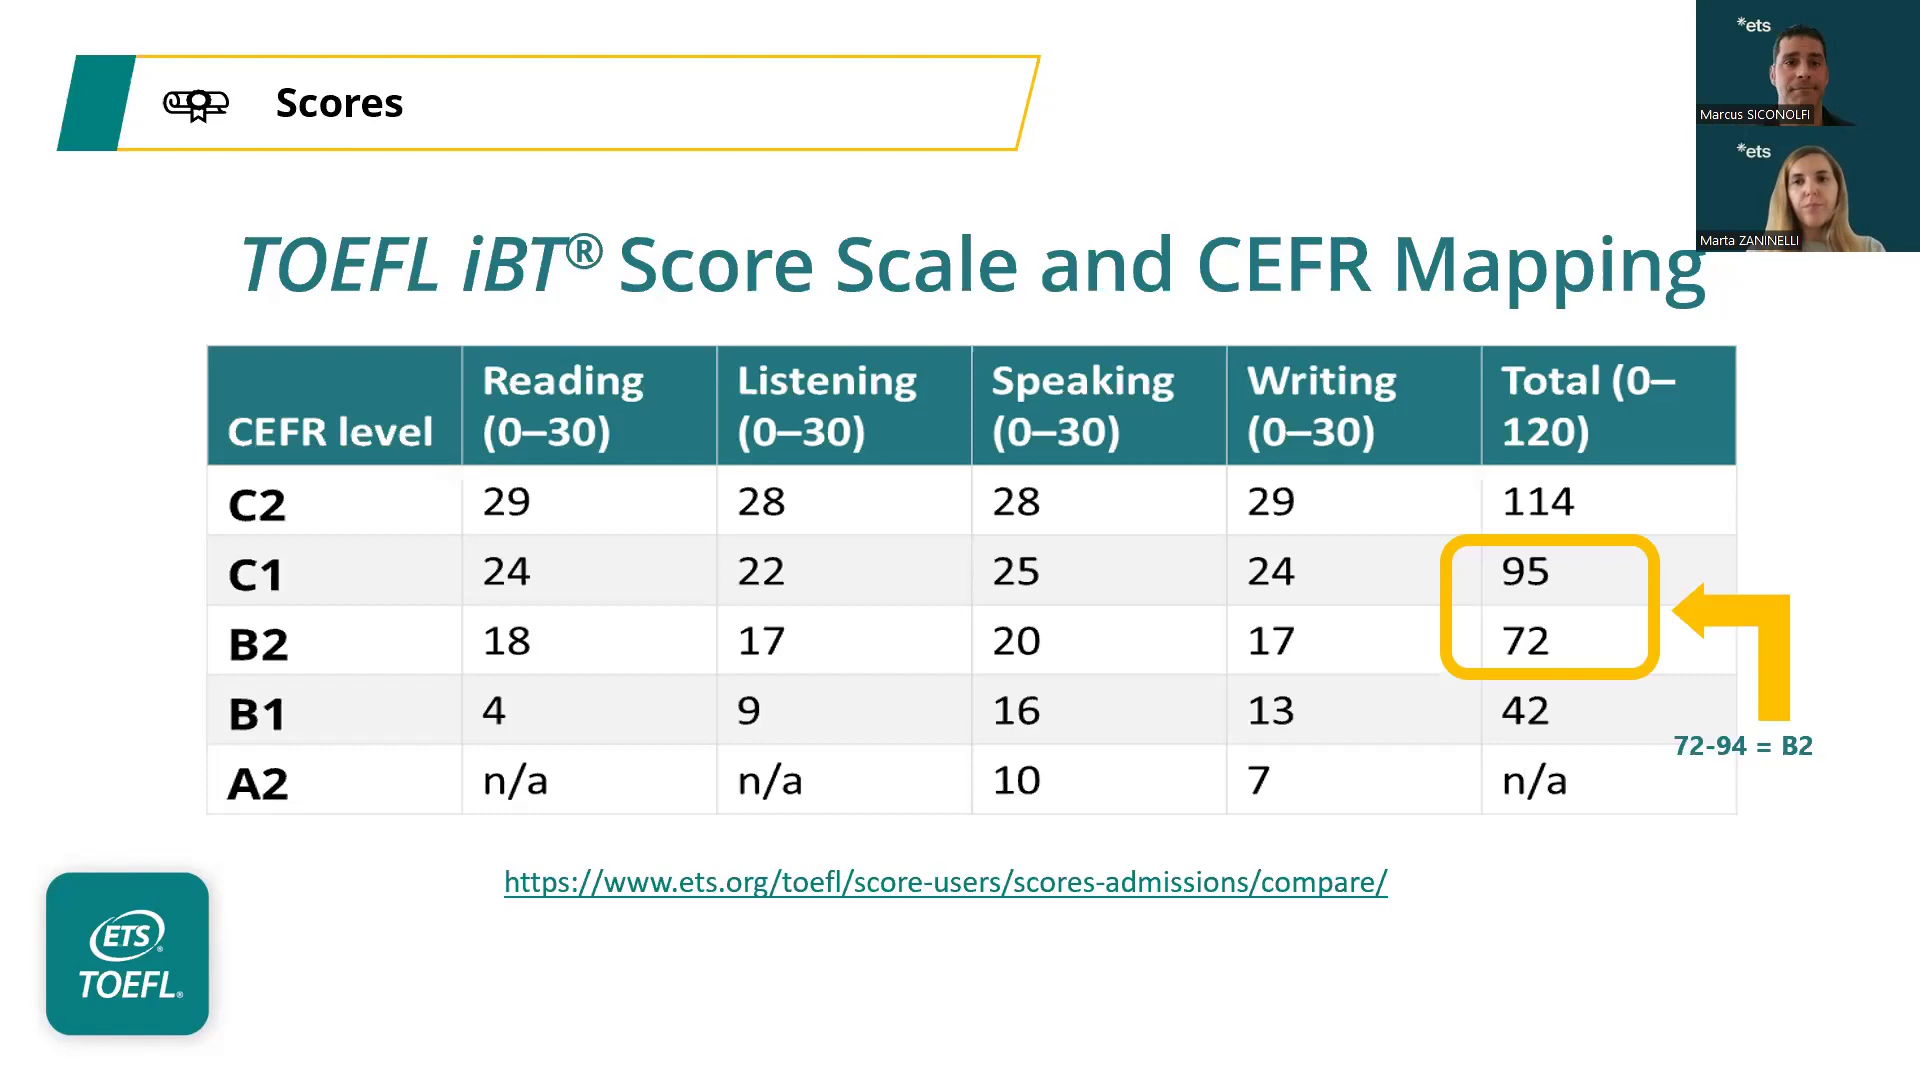 Scores
*ets
Marcus SICONOLFI
*ets
Marta ZANINELLI
TOEFL iBT® Score Scale and CEFR Mapping
CEFR level Reading (0–30) Listening (0–30) Speaking (0–30) Writing (0–30) Total (0–120)
C2 29 28 28 29 114
C1 24 22 25 24 95
B2 18 17 20 17 72
B1 4 9 16 13 42
A2 n/a n/a 10 7 n/a
72-94 = B2
https://www.ets.org/toefl/score-users/scores-admissions/compare/
ETS®
TOEFL®